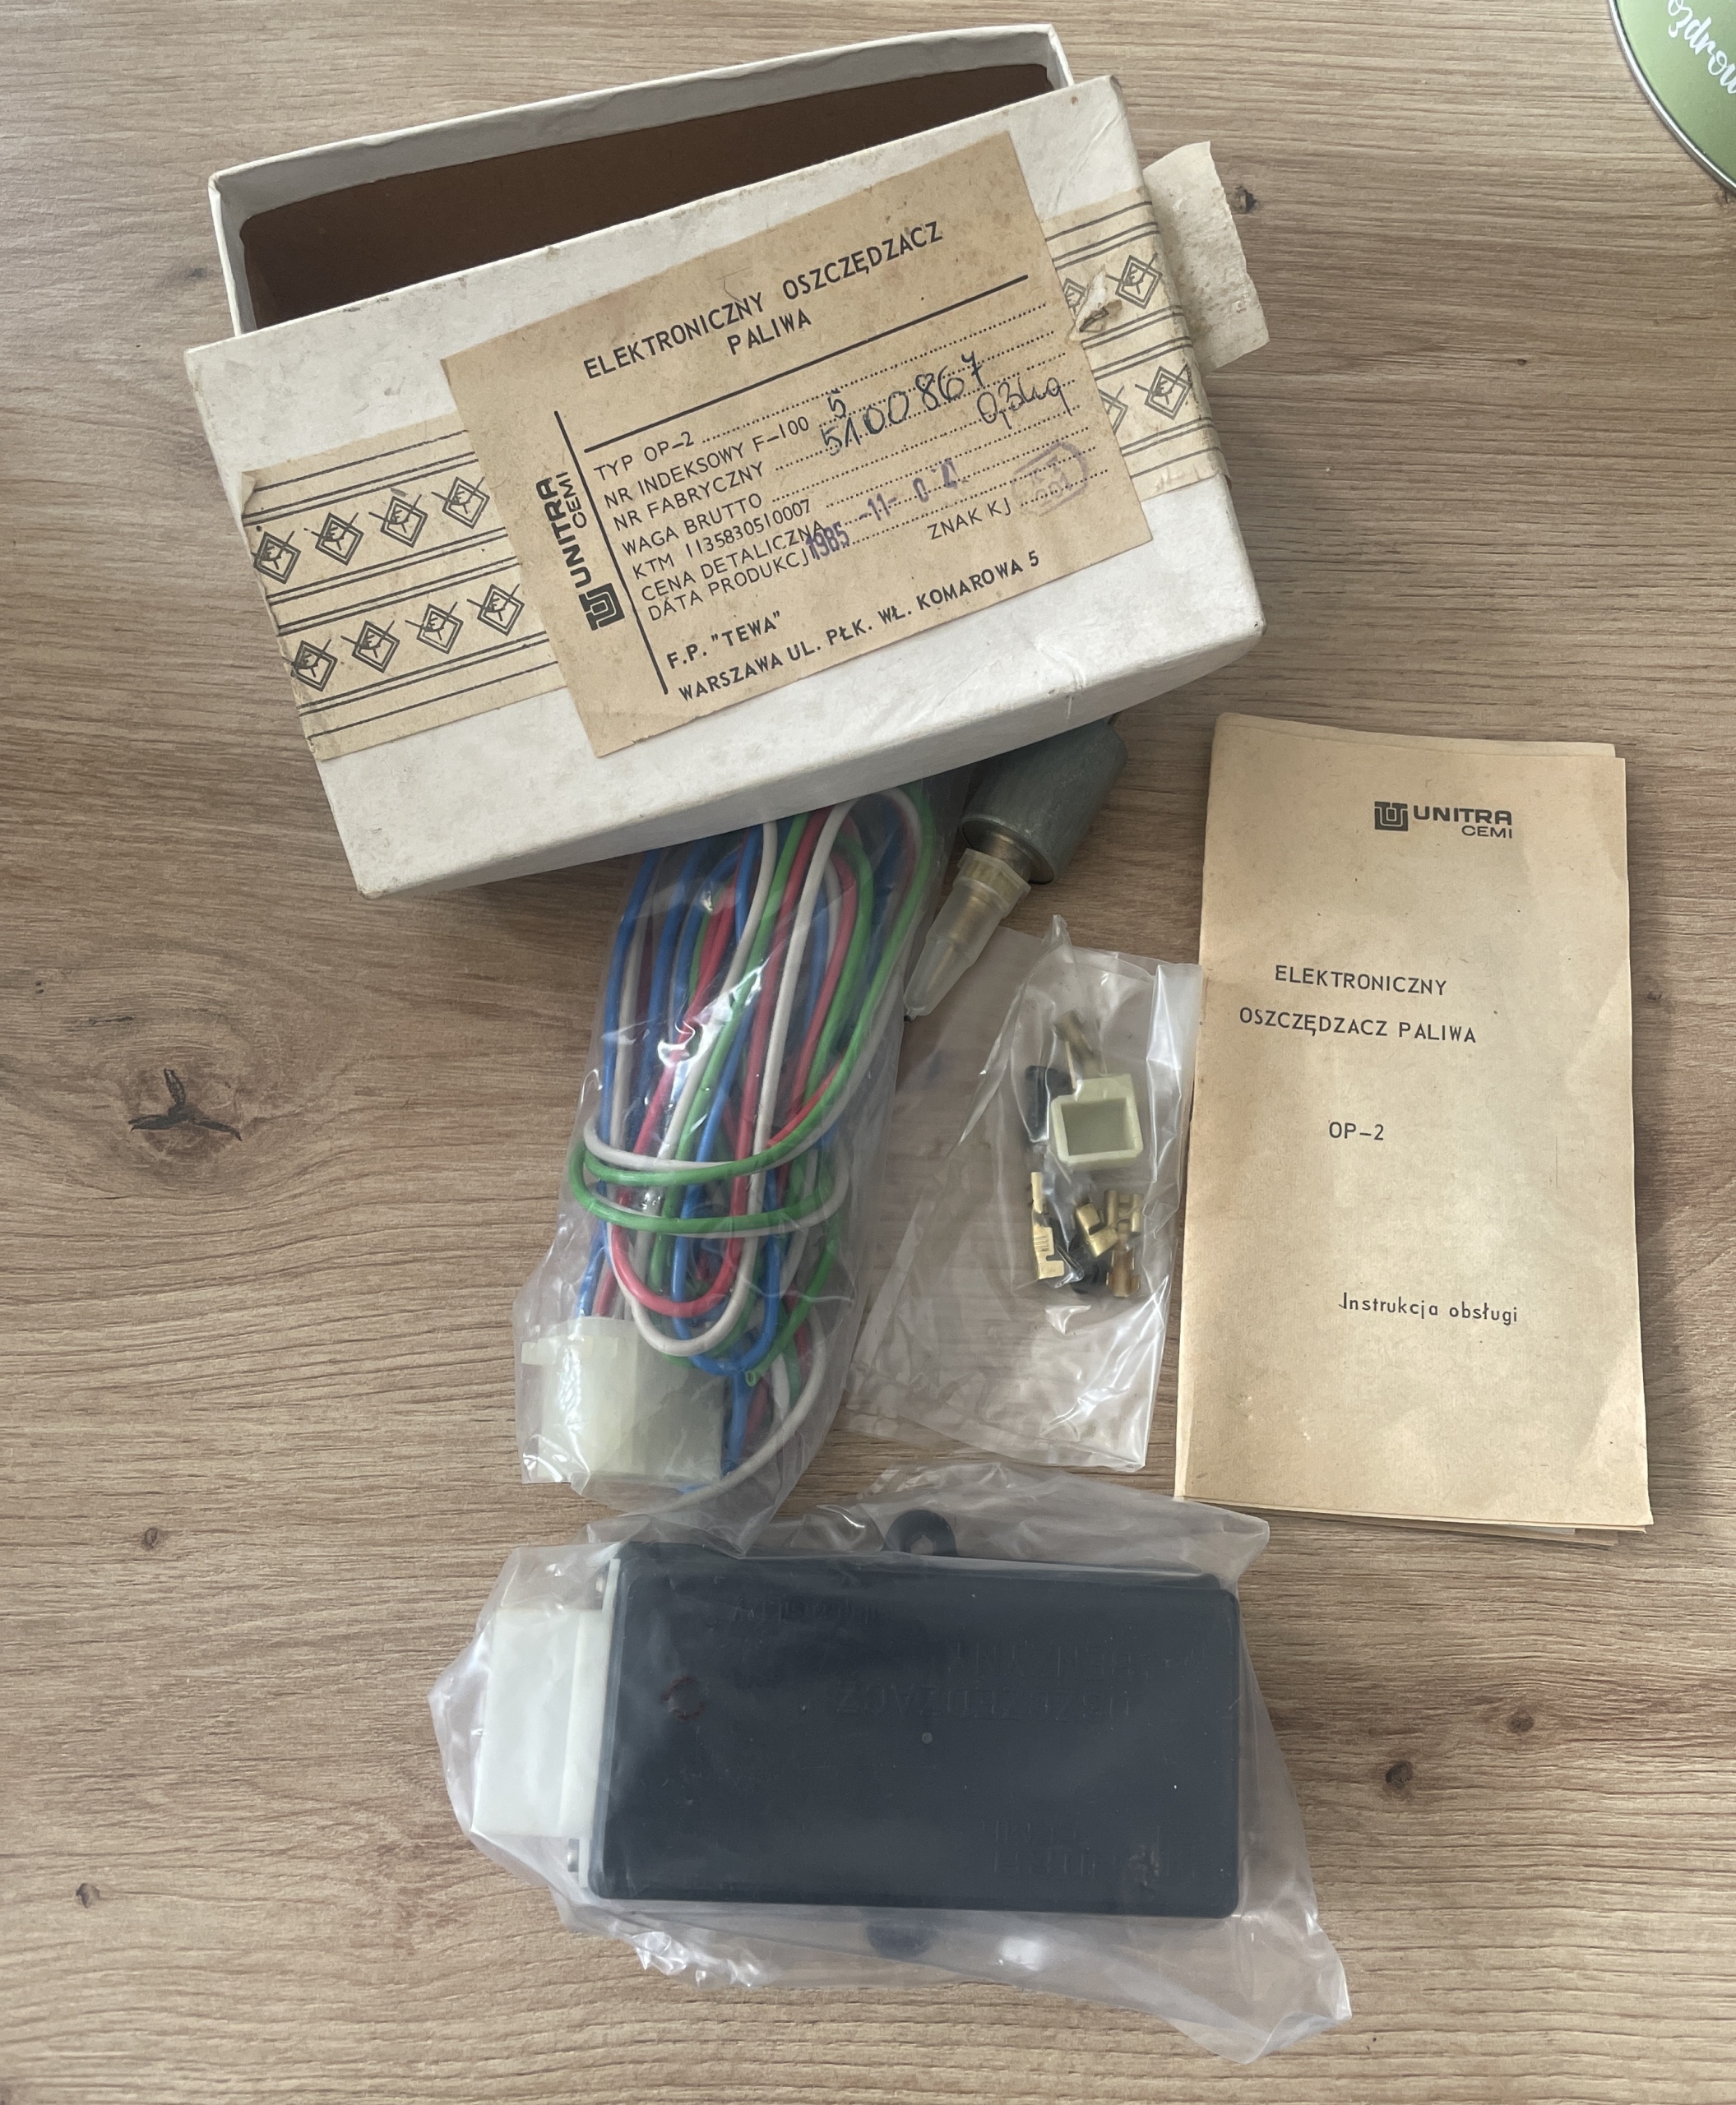 ELEKTRONICZNY OSZCZĘDZACZ
PALIWA
UNITRA
CEMI
TYP OP-2
NR INDEKSOWY F-100 5
NR FABRYCZNY 5100867
WAGA BRUTTO 0,3kg
KTM 1135830510007
CENA DETALICZNA
DATA PRODUKCJI 1985 -11- 04
ZNAK KJ
F.P. "TEWA"
WARSZAWA UL. PŁK. WŁ. KOMAROWA 5
UNITRA
CEMI
ELEKTRONICZNY
OSZCZĘDZACZ PALIWA
OP-2
Instrukcja obsługi
OSZCZĘDZACZ
BENZYNY